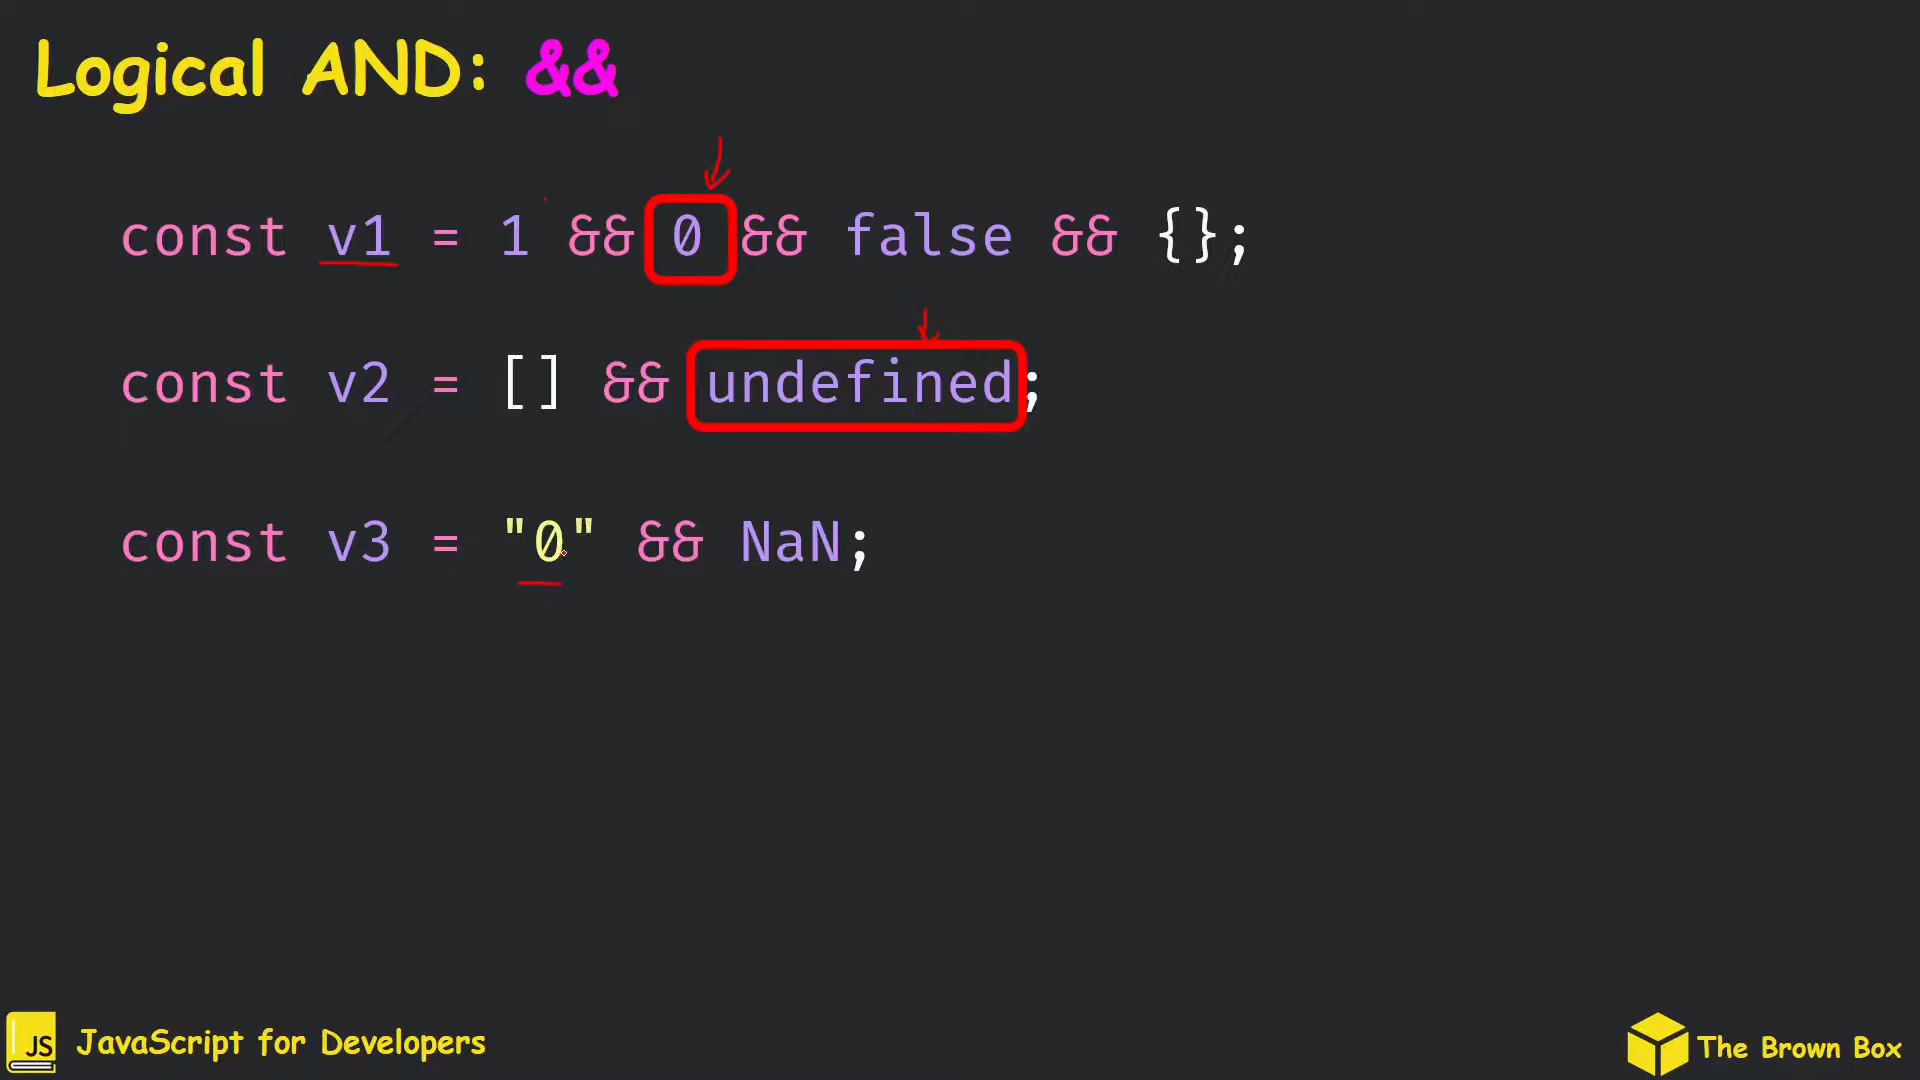 Logical AND: &&
const v1 = 1 && 0 && false && {};
const v2 = [] && undefined;
const v3 = "0" && NaN;
JS JavaScript for Developers
The Brown Box